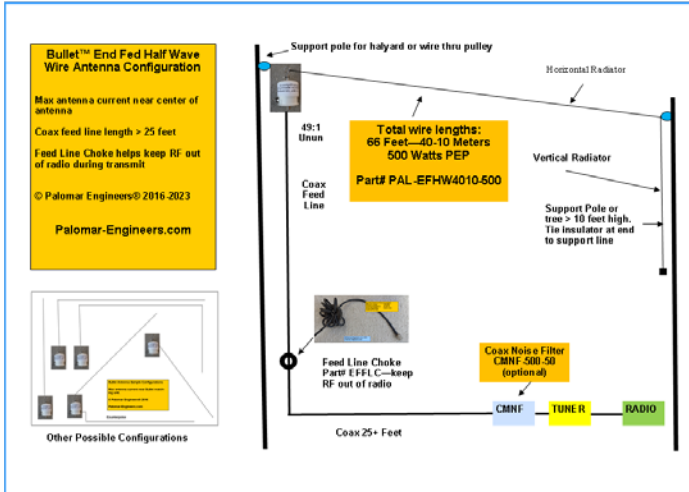 Bullet™ End Fed Half Wave
Wire Antenna Configuration
Max antenna current near center of
antenna
Coax feed line length > 25 feet
Feed Line Choke helps keep RF out
of radio during transmit
© Palomar Engineers® 2016-2023
Palomar-Engineers.com
Support pole for halyard or wire thru pulley
Horizontal Radiator
49:1
Unun
Total wire lengths:
66 Feet—40-10 Meters
500 Watts PEP
Part# PAL-EFHW4010-500
Coax
Feed
Line
Vertical Radiator
Support Pole or
tree > 10 feet high.
Tie insulator at end
to support line
Feed Line Choke
Part# EFFLC—keep
RF out of radio
Coax Noise Filter
CMNF-500-50
(optional)
CMNF
TUNER
RADIO
Coax 25+ Feet
Palomar-Engineers.com
Other Possible Configurations